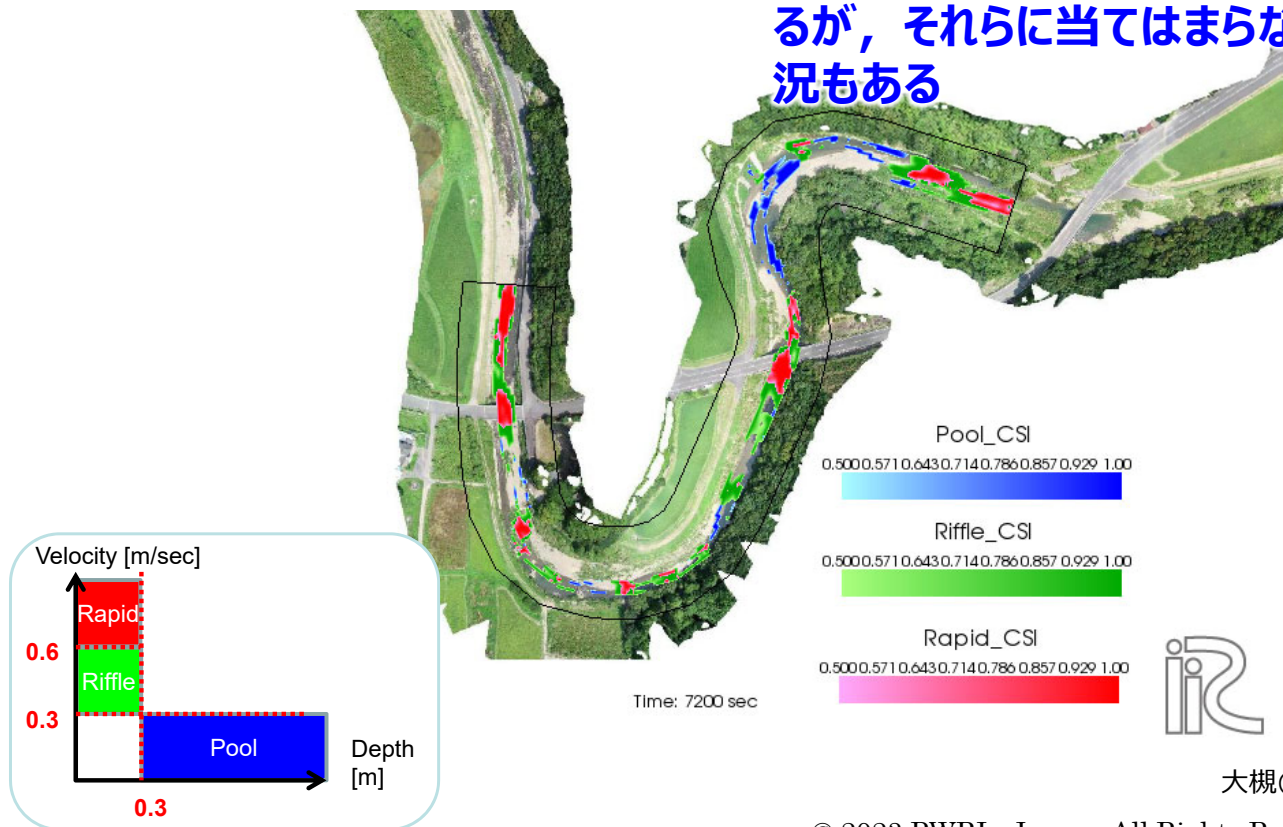 るが，それらに当てはまらな
況もある
Pool_CSI
0.500 0.571 0.643 0.714 0.786 0.857 0.929 1.00
Riffle_CSI
0.500 0.571 0.643 0.714 0.786 0.857 0.929 1.00
Rapid_CSI
0.500 0.571 0.643 0.714 0.786 0.857 0.929 1.00
Time: 7200 sec
iRIC
Velocity [m/sec]
Rapid
0.6
Riffle
0.3
Pool
Depth
[m]
0.3
大槻の